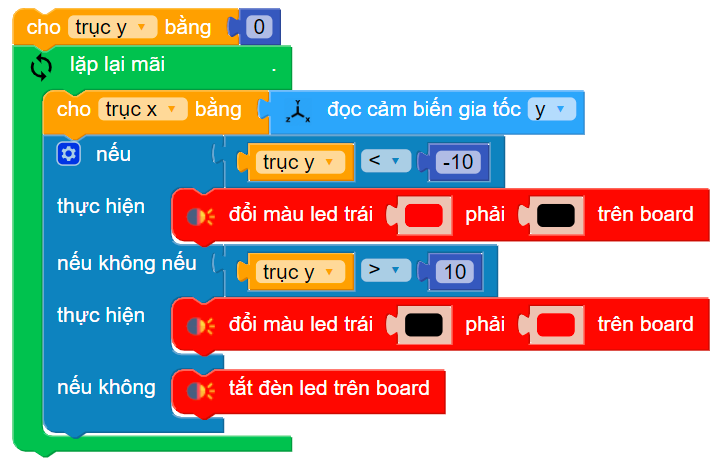 cho trục y bằng 0
lặp lại mãi .
cho trục x bằng đọc cảm biến gia tốc y
nếu trục y < -10
thực hiện đổi màu led trái phải trên board
nếu không nếu trục y > 10
thực hiện đổi màu led trái phải trên board
nếu không tắt đèn led trên board